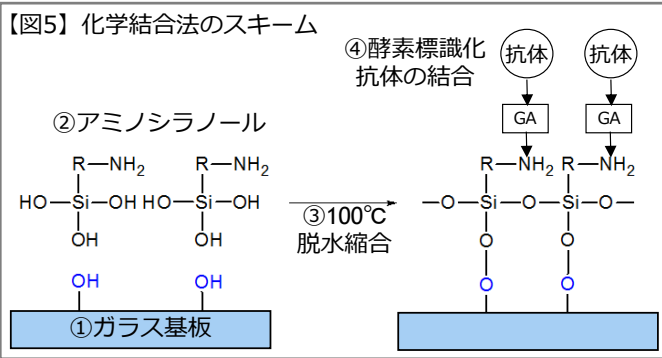 【図5】化学結合法のスキーム
④酵素標識化
抗体の結合
抗体 抗体
GA GA
②アミノシラノール
R—NH2 R—NH2
HO—Si—OH HO—Si—OH
OH OH
OH OH
①ガラス基板
③100℃
脱水縮合
R—NH2 R—NH2
—O—Si—O—Si—O—
O O
O O